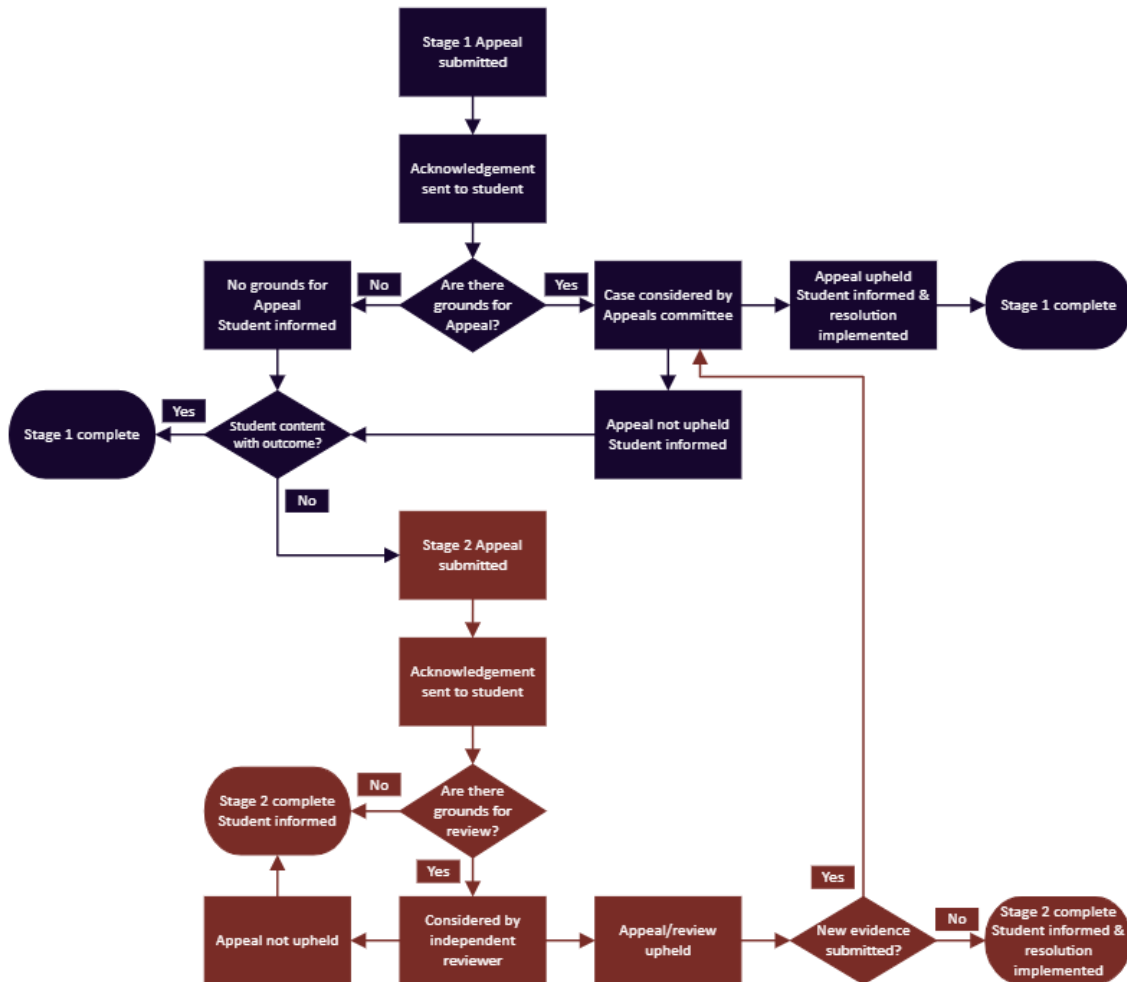 Stage 1 Appeal
submitted
Acknowledgement
sent to student
No grounds for
Appeal
Student informed
No
Are there
grounds for
Appeal?
Yes
Case considered by
Appeals committee
Appeal upheld
Student informed &
resolution
implemented
Stage 1 complete
Stage 1 complete
Yes
Student content
with outcome?
Appeal not upheld
Student informed
No
Stage 2 Appeal
submitted
Acknowledgement
sent to student
Stage 2 complete
Student informed
No
Are there
grounds for
review?
Yes
Yes
Appeal not upheld
Considered by
independent
reviewer
Appeal/review
upheld
New evidence
submitted?
No
Stage 2 complete
Student informed &
resolution
implemented